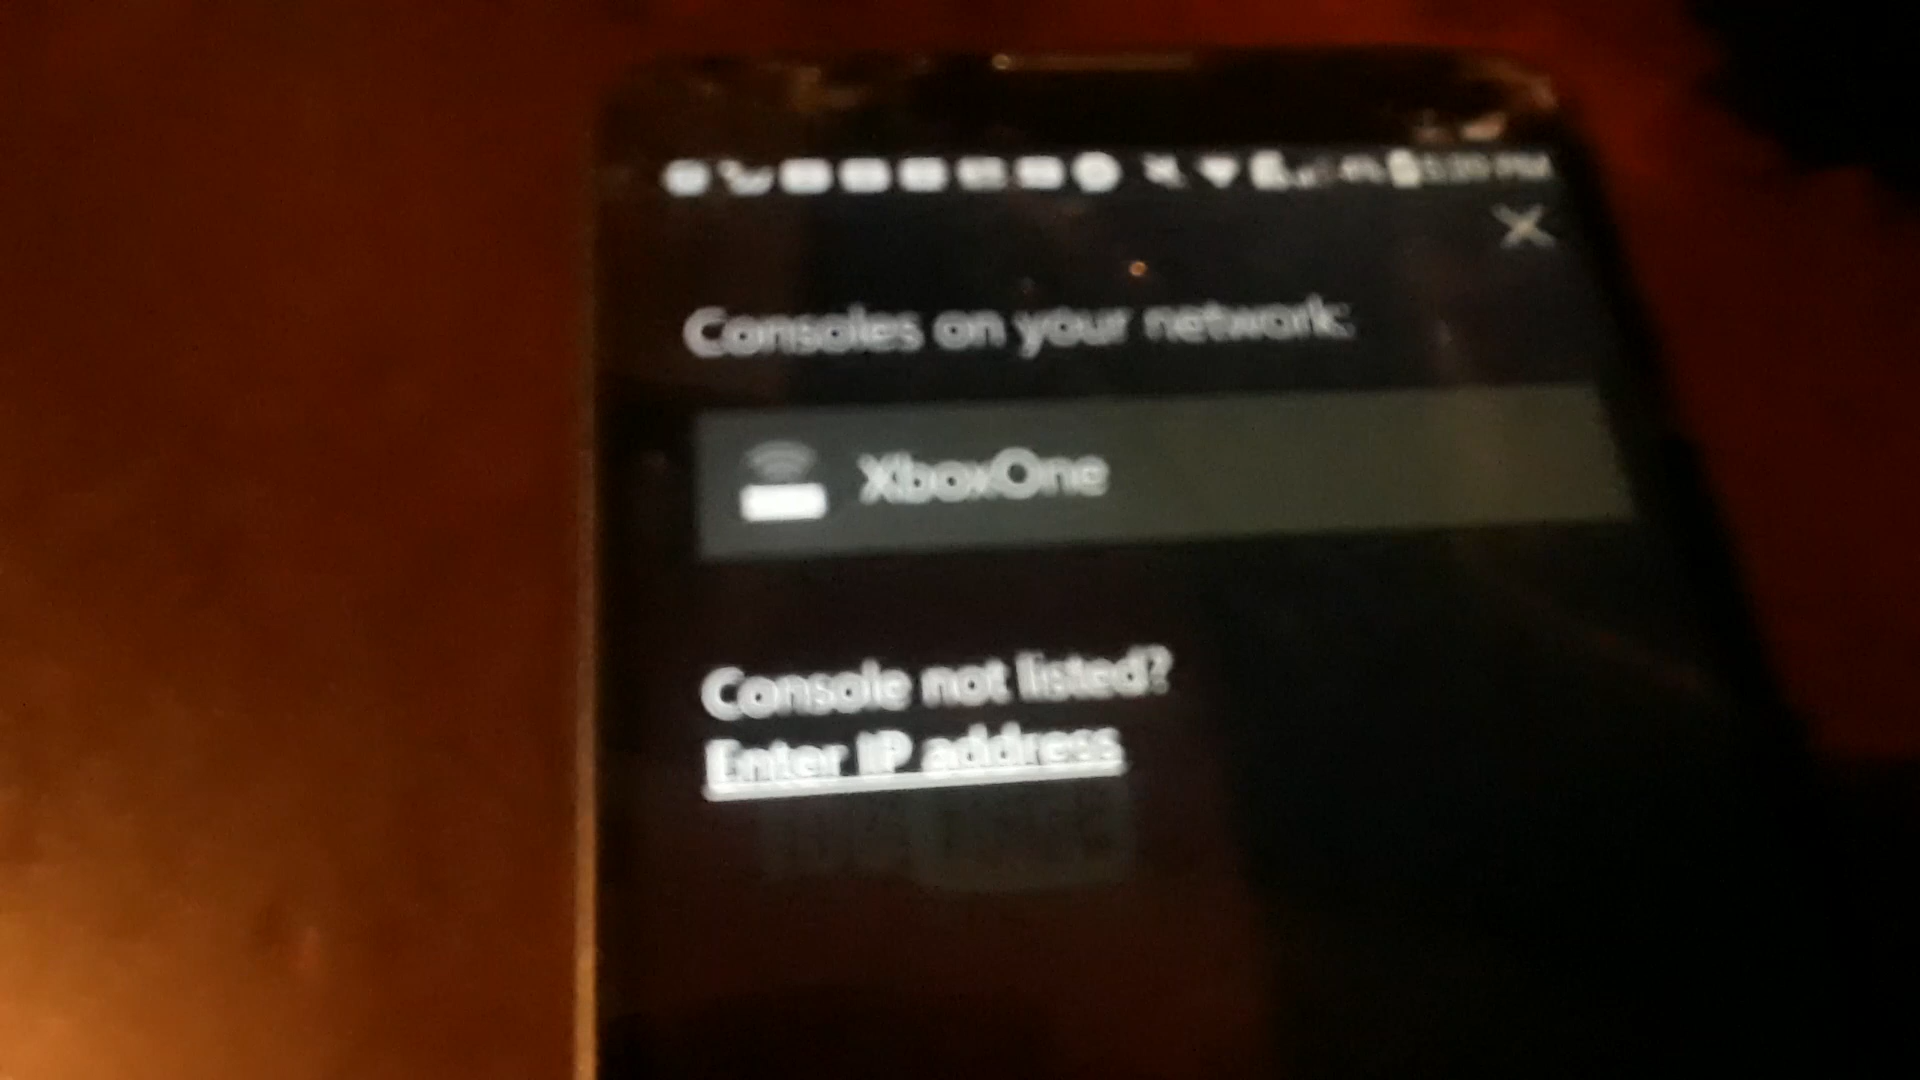 Consoles on your network:
XboxOne
Console not listed?
Enter IP address